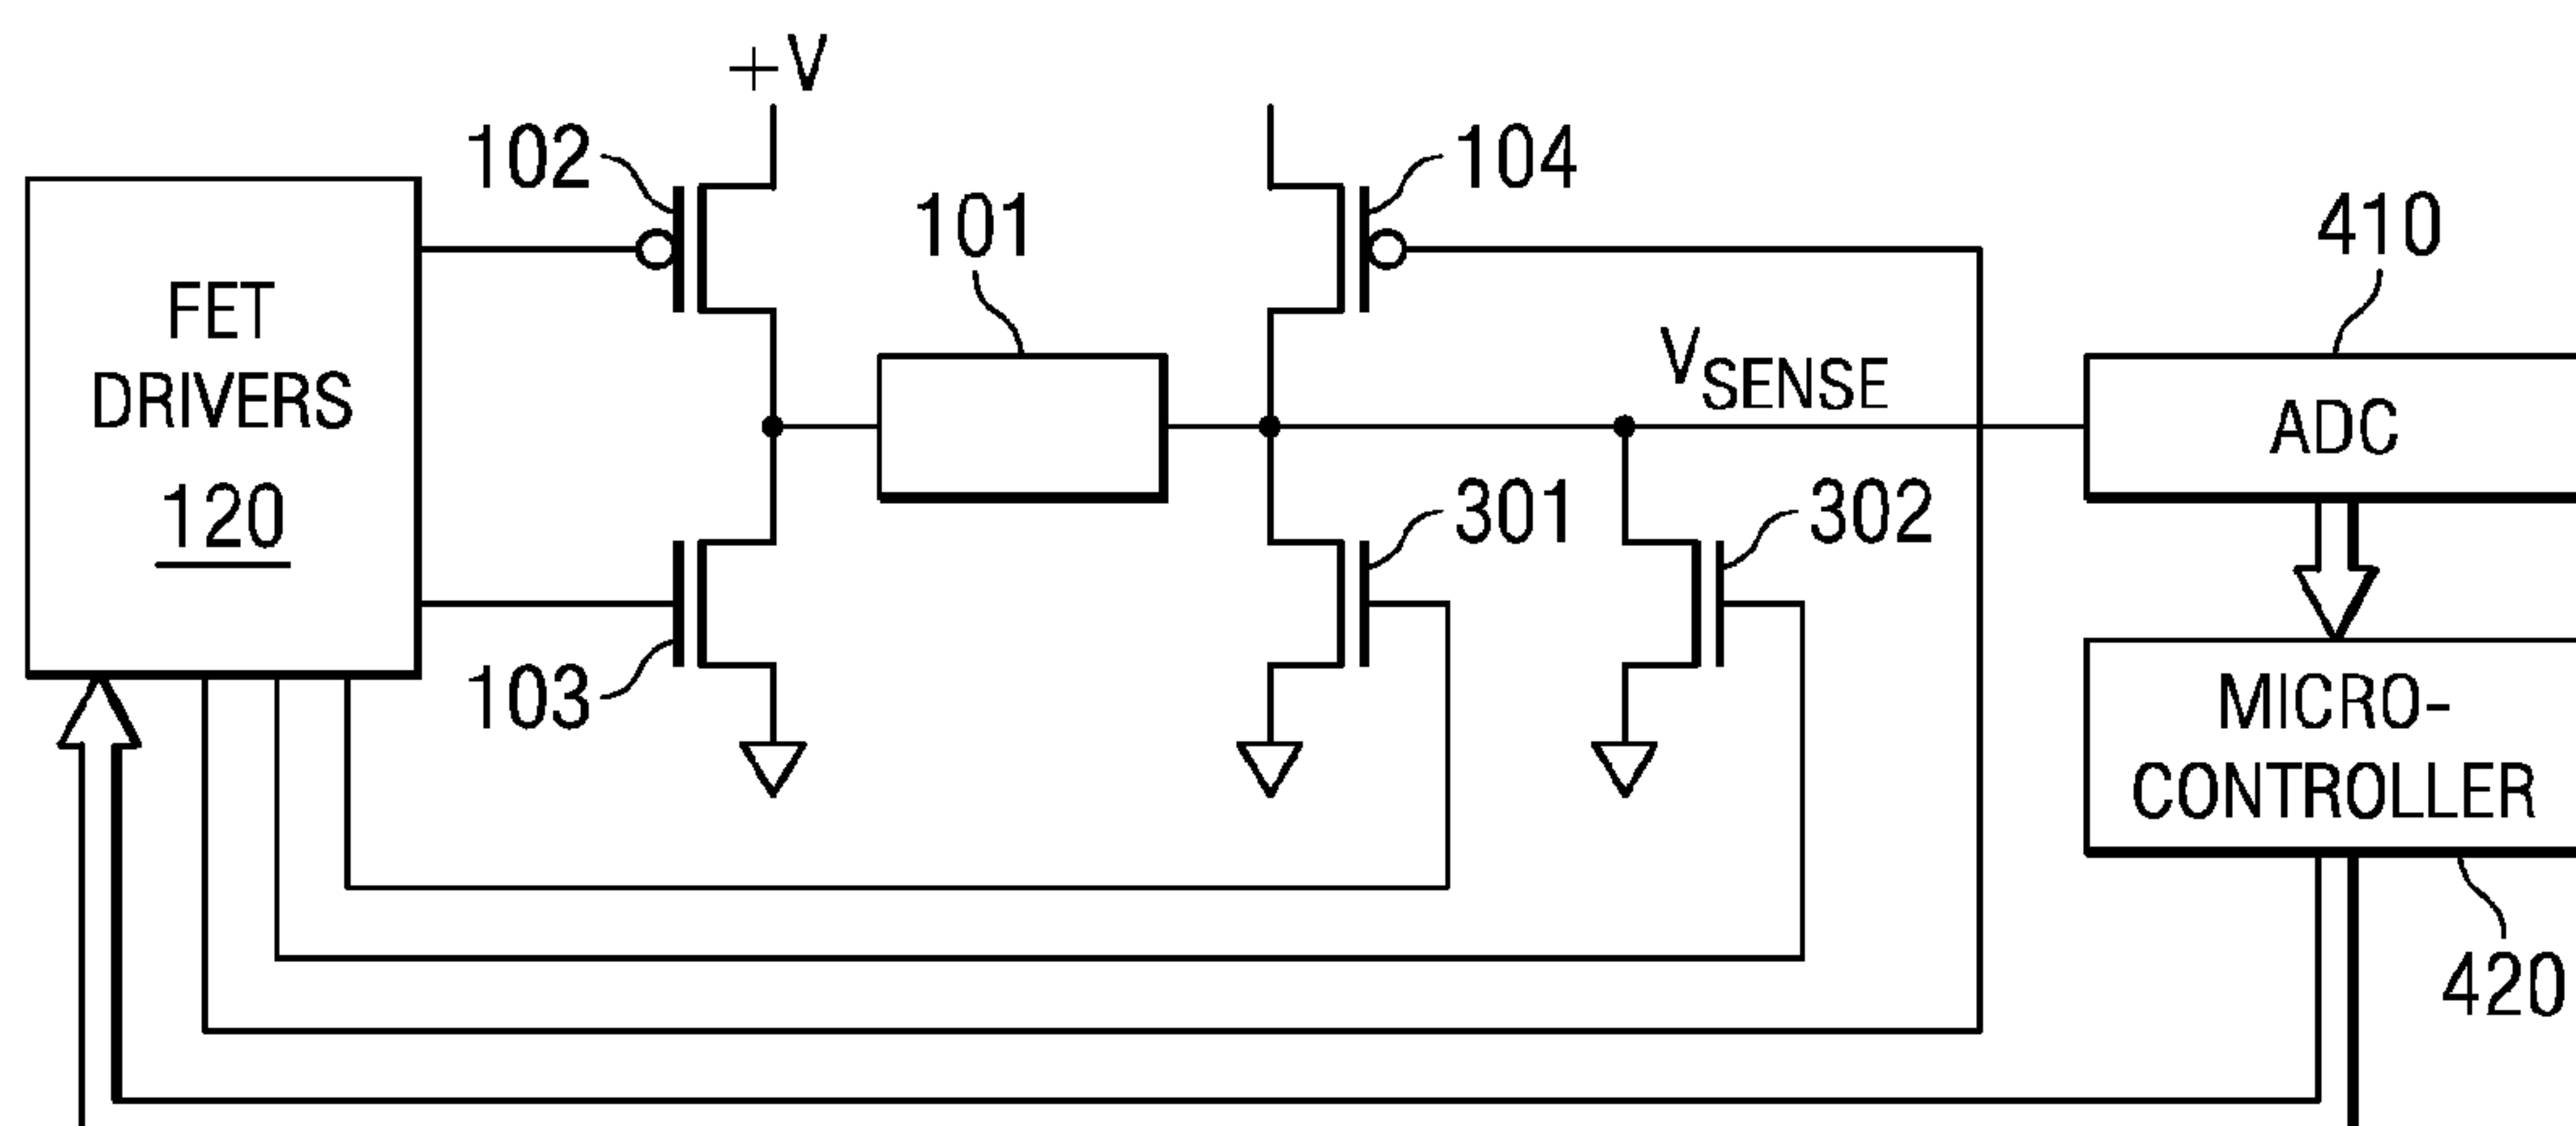 +V
102
104
101
410
FET
DRIVERS
120
VSENSE
ADC
301
302
103
MICRO-
CONTROLLER
420